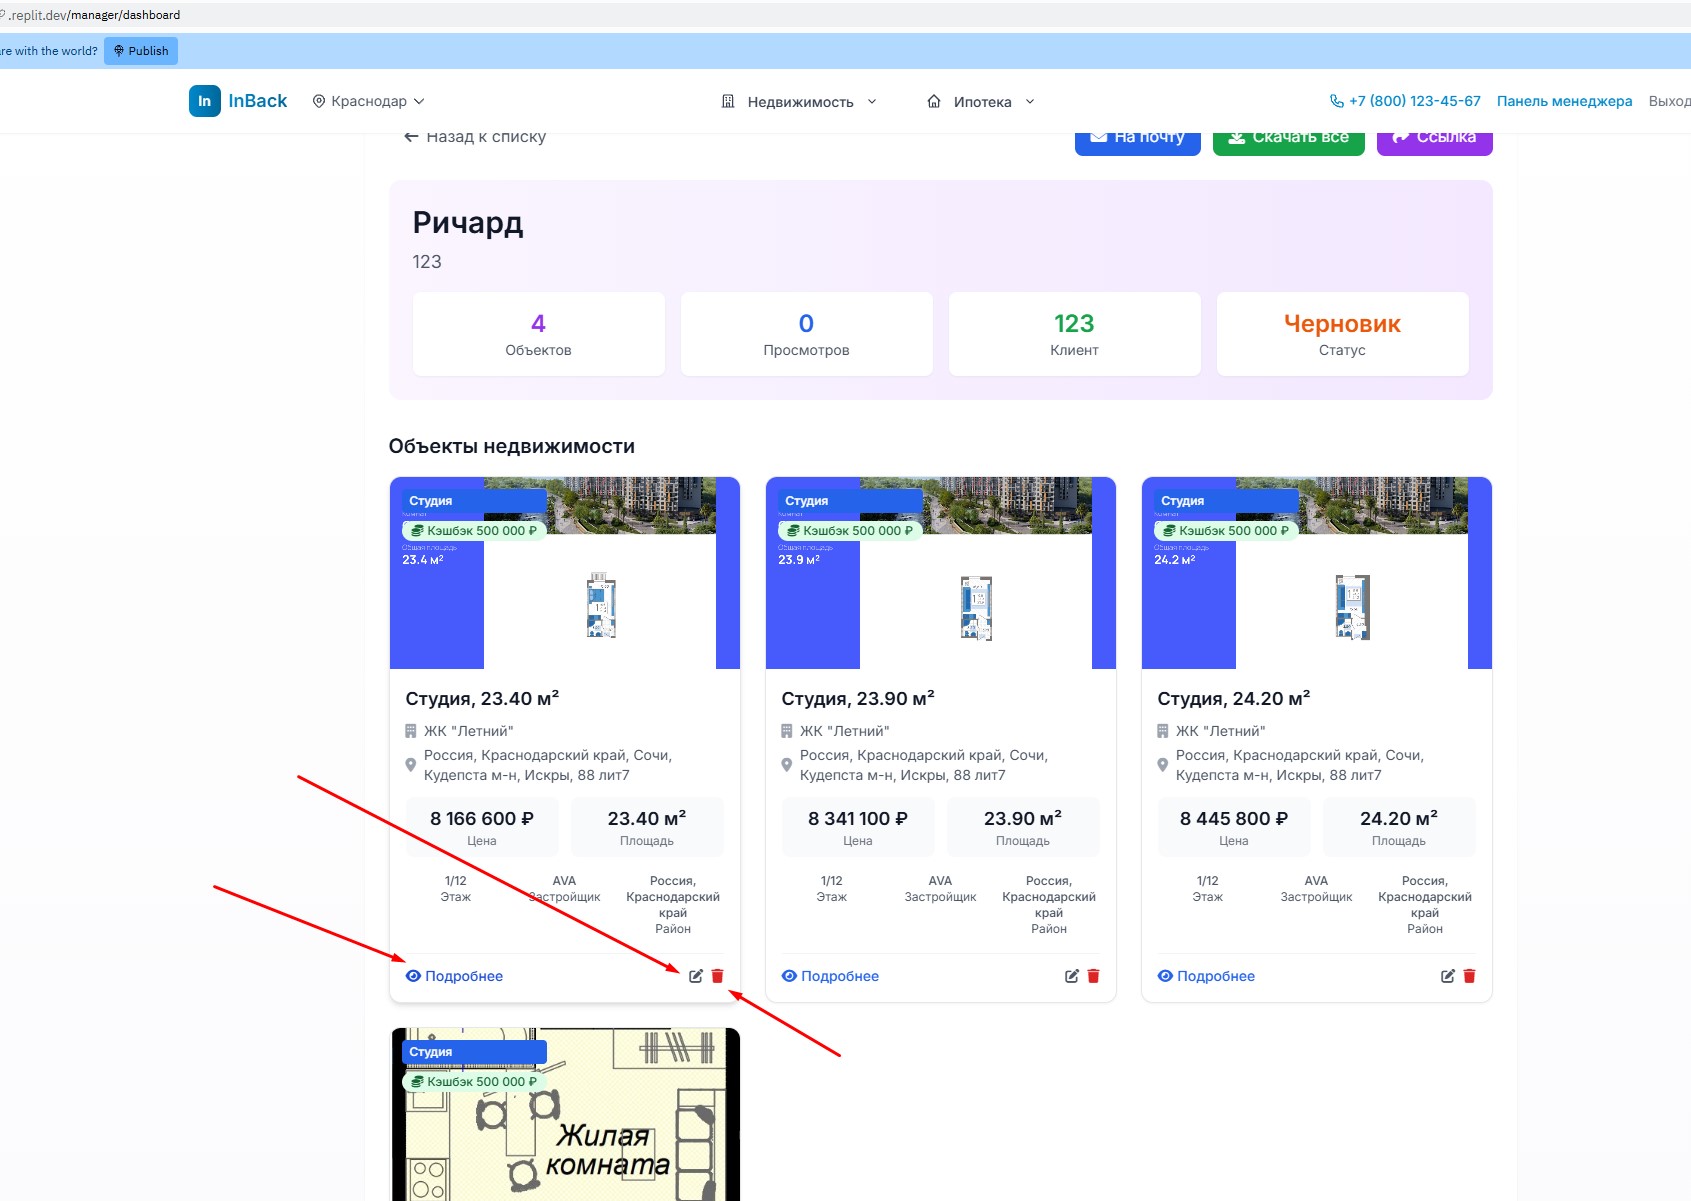 .replit.dev/manager/dashboard
re with the world? Publish
In InBack Краснодар Недвижимость Ипотека +7 (800) 123-45-67 Панель менеджера Выход
Назад к списку На почту Скачать все Ссылка
Ричард
123
4 0 123 Черновик
Объектов Просмотров Клиент Статус
Объекты недвижимости
Студия
Кэшбэк 500 000 ₽
Общая площадь
23.4 м²
Студия, 23.40 м²
ЖК "Летний"
Россия, Краснодарский край, Сочи,
Кудепста м-н, Искры, 88 лит7
8 166 600 ₽ 23.40 м²
Цена Площадь
1/12 AVA Россия,
Этаж Застройщик Краснодарский
край
Район
Подробнее
Студия
Кэшбэк 500 000 ₽
Общая площадь
23.9 м²
Студия, 23.90 м²
ЖК "Летний"
Россия, Краснодарский край, Сочи,
Кудепста м-н, Искры, 88 лит7
8 341 100 ₽ 23.90 м²
Цена Площадь
1/12 AVA Россия,
Этаж Застройщик Краснодарский
край
Район
Подробнее
Студия
Кэшбэк 500 000 ₽
Общая площадь
24.2 м²
Студия, 24.20 м²
ЖК "Летний"
Россия, Краснодарский край, Сочи,
Кудепста м-н, Искры, 88 лит7
8 445 800 ₽ 24.20 м²
Цена Площадь
1/12 AVA Россия,
Этаж Застройщик Краснодарский
край
Район
Подробнее
Студия
Кэшбэк 500 000 ₽
Жилая
комната